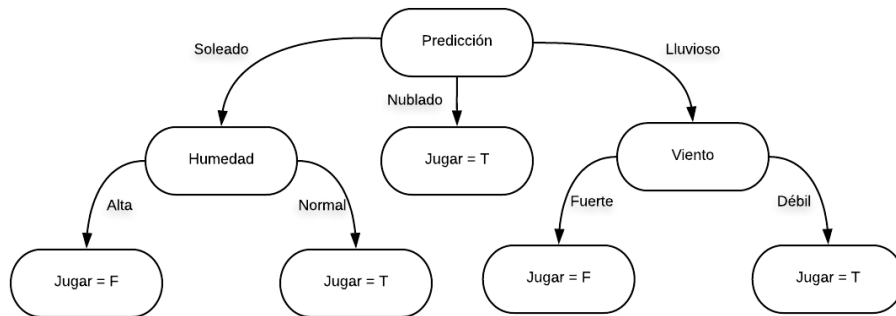 Predicción
Soleado
Lluvioso
Nublado
Humedad
Jugar = T
Viento
Alta
Normal
Fuerte
Débil
Jugar = F
Jugar = T
Jugar = F
Jugar = T